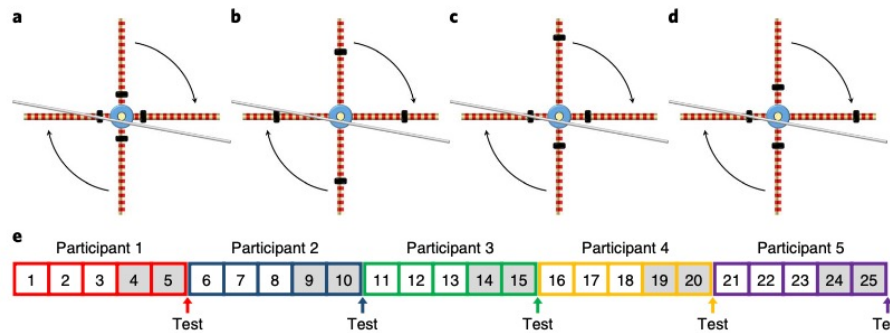 a b c d
e
Participant 1 Participant 2 Participant 3 Participant 4 Participant 5
1 2 3 4 5 6 7 8 9 10 11 12 13 14 15 16 17 18 19 20 21 22 23 24 25
Test Test Test Test Te